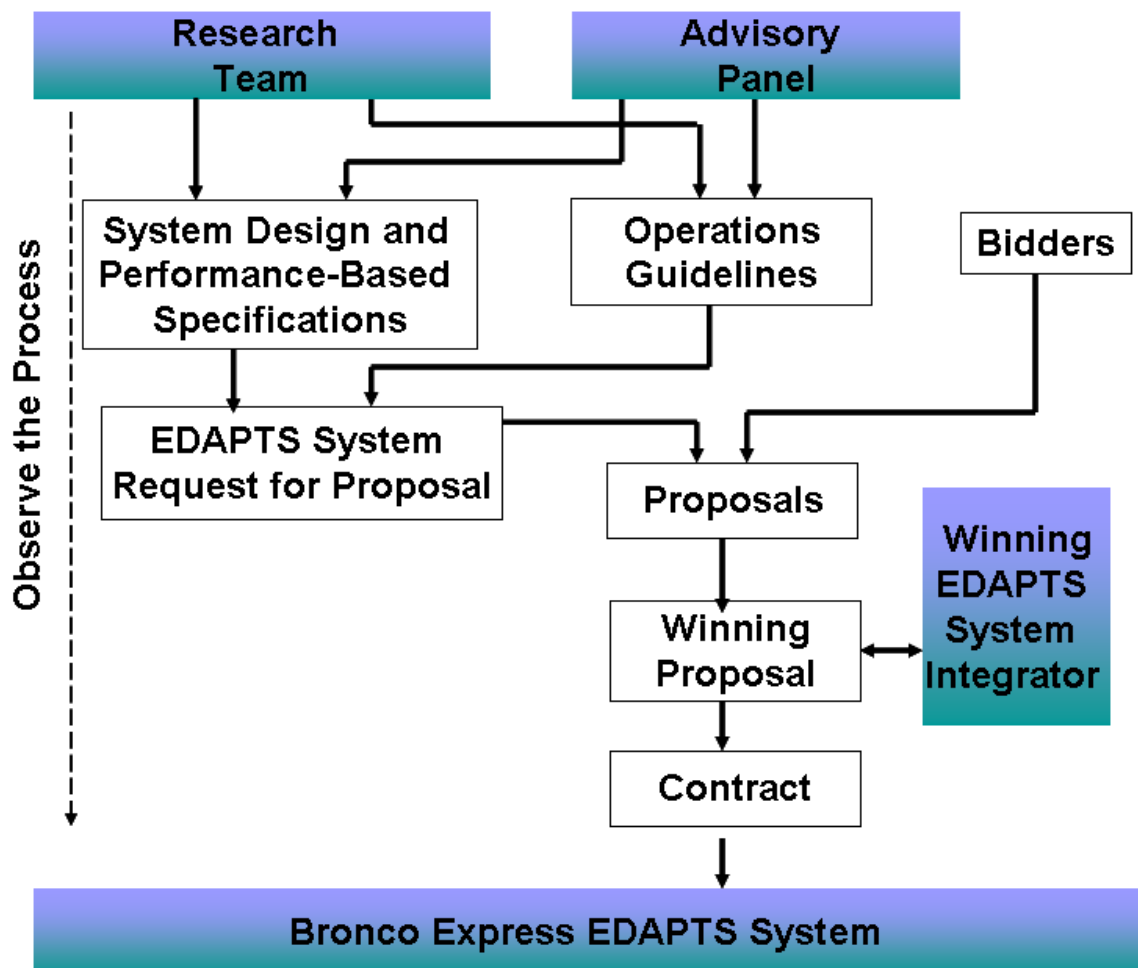 Research
Team
Advisory
Panel
System Design and
Performance-Based
Specifications
Operations
Guidelines
Bidders
Observe the Process
EDAPTS System
Request for Proposal
Proposals
Winning
EDAPTS
System
Integrator
Winning
Proposal
Contract
Bronco Express EDAPTS System